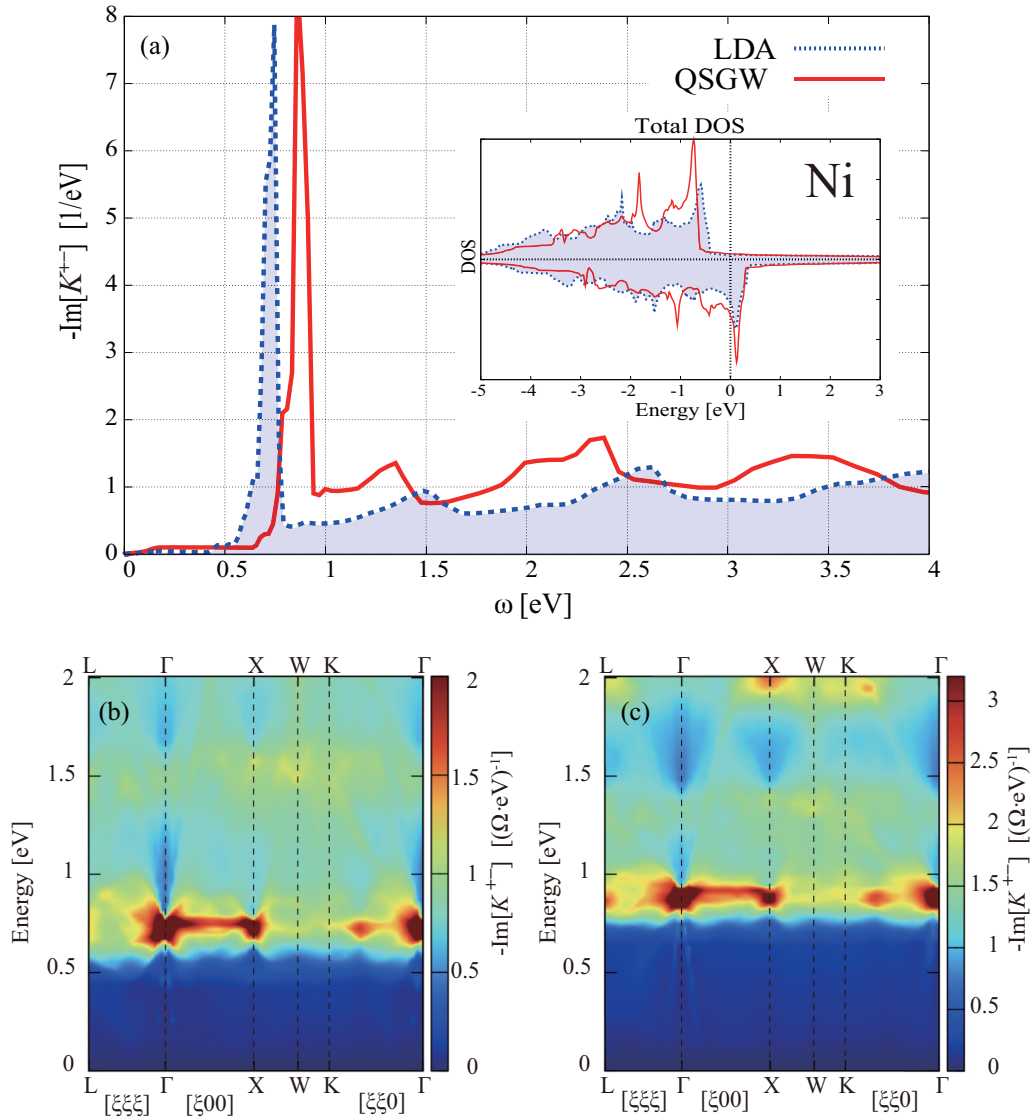 (a)
LDA
QSGW
-Im[K⁺⁻] [1/eV]
8
7
6
5
4
3
2
1
0
Total DOS
Ni
DOS
-5 -4 -3 -2 -1 0 1 2 3
Energy [eV]
0 0.5 1 1.5 2 2.5 3 3.5 4
ω [eV]
L Γ X W K Γ
(b)
Energy [eV]
2
1.5
1
0.5
0
L Γ X W K Γ
[ξξξ] [ξ00] [ξξ0]
2
1.5
1
0.5
0
-Im[K⁺⁻] [(Ω·eV)⁻¹]
L Γ X W K Γ
(c)
Energy [eV]
2
1.5
1
0.5
0
L Γ X W K Γ
[ξξξ] [ξ00] [ξξ0]
3
2.5
2
1.5
1
0.5
0
-Im[K⁺⁻] [(Ω·eV)⁻¹]